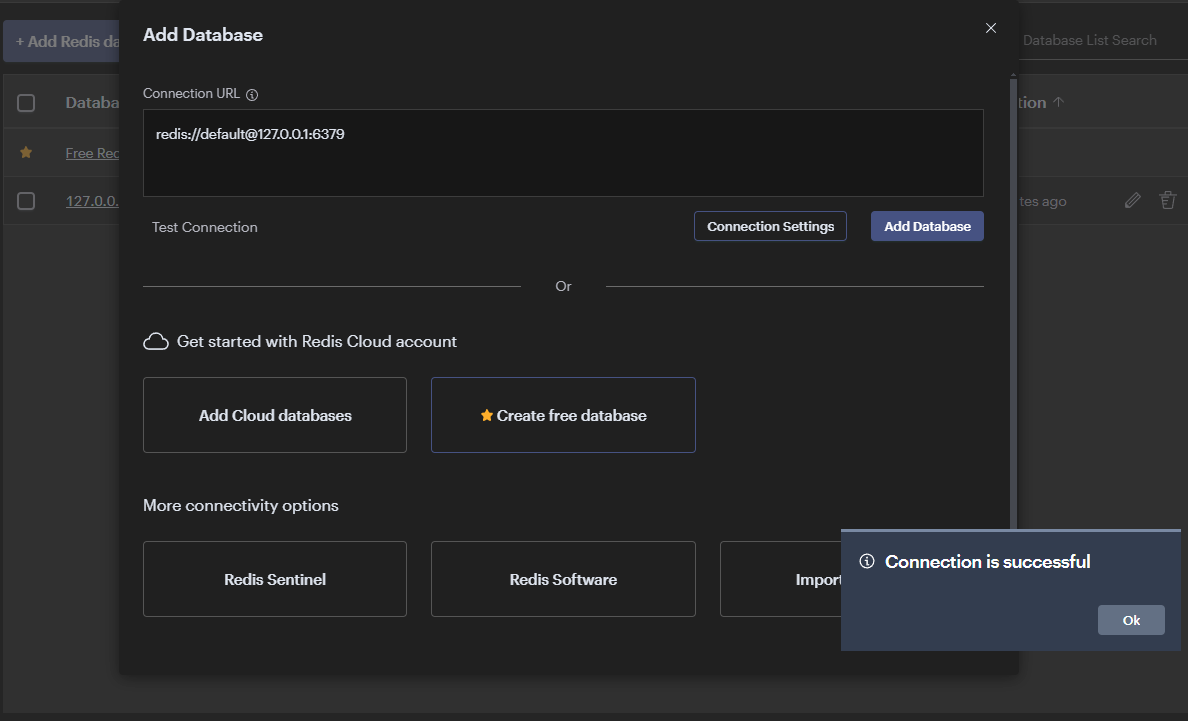 Add Database
+ Add Redis da
Database List Search
Connection URL
Databa
tion
redis://default@127.0.0.1:6379
Free Red
127.0.0.
tes ago
Test Connection
Connection Settings
Add Database
Or
Get started with Redis Cloud account
Add Cloud databases
Create free database
More connectivity options
Redis Sentinel
Redis Software
Import
Connection is successful
Ok